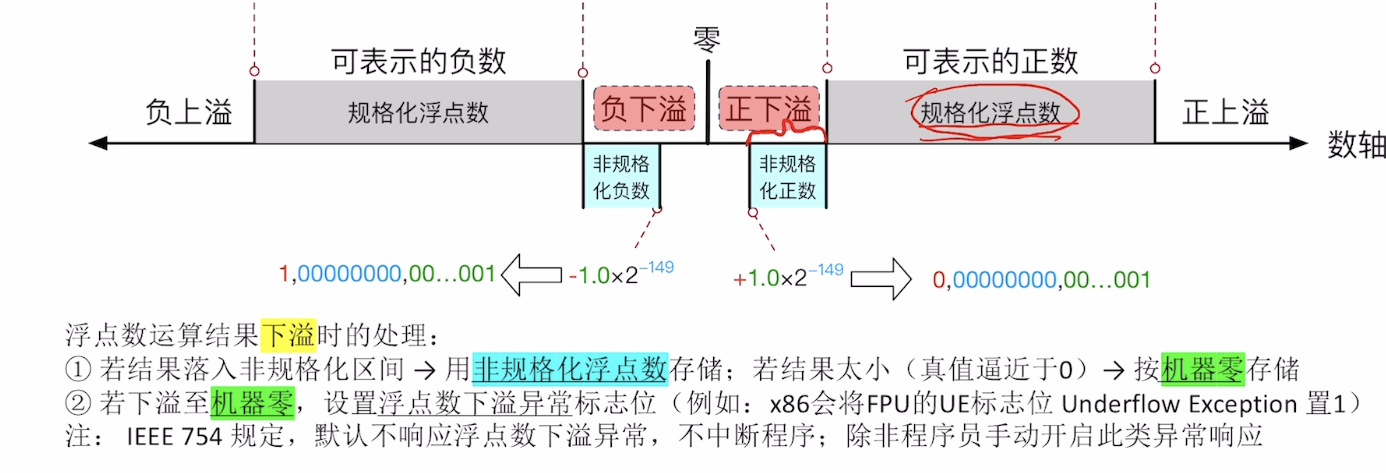 零
可表示的负数
可表示的正数
负上溢
规格化浮点数
负下溢
正下溢
规格化浮点数
正上溢
数轴
非规格
化负数
非规格
化正数
1,00000000,00…001
-1.0×2⁻¹⁴⁹
+1.0×2⁻¹⁴⁹
0,00000000,00…001
浮点数运算结果下溢时的处理：
① 若结果落入非规格化区间 → 用非规格化浮点数存储；若结果太小（真值逼近于0）→ 按机器零存储
② 若下溢至机器零，设置浮点数下溢异常标志位（例如：x86会将FPU的UE标志位 Underflow Exception 置1）
注： IEEE 754 规定，默认不响应浮点数下溢异常，不中断程序；除非程序员手动开启此类异常响应